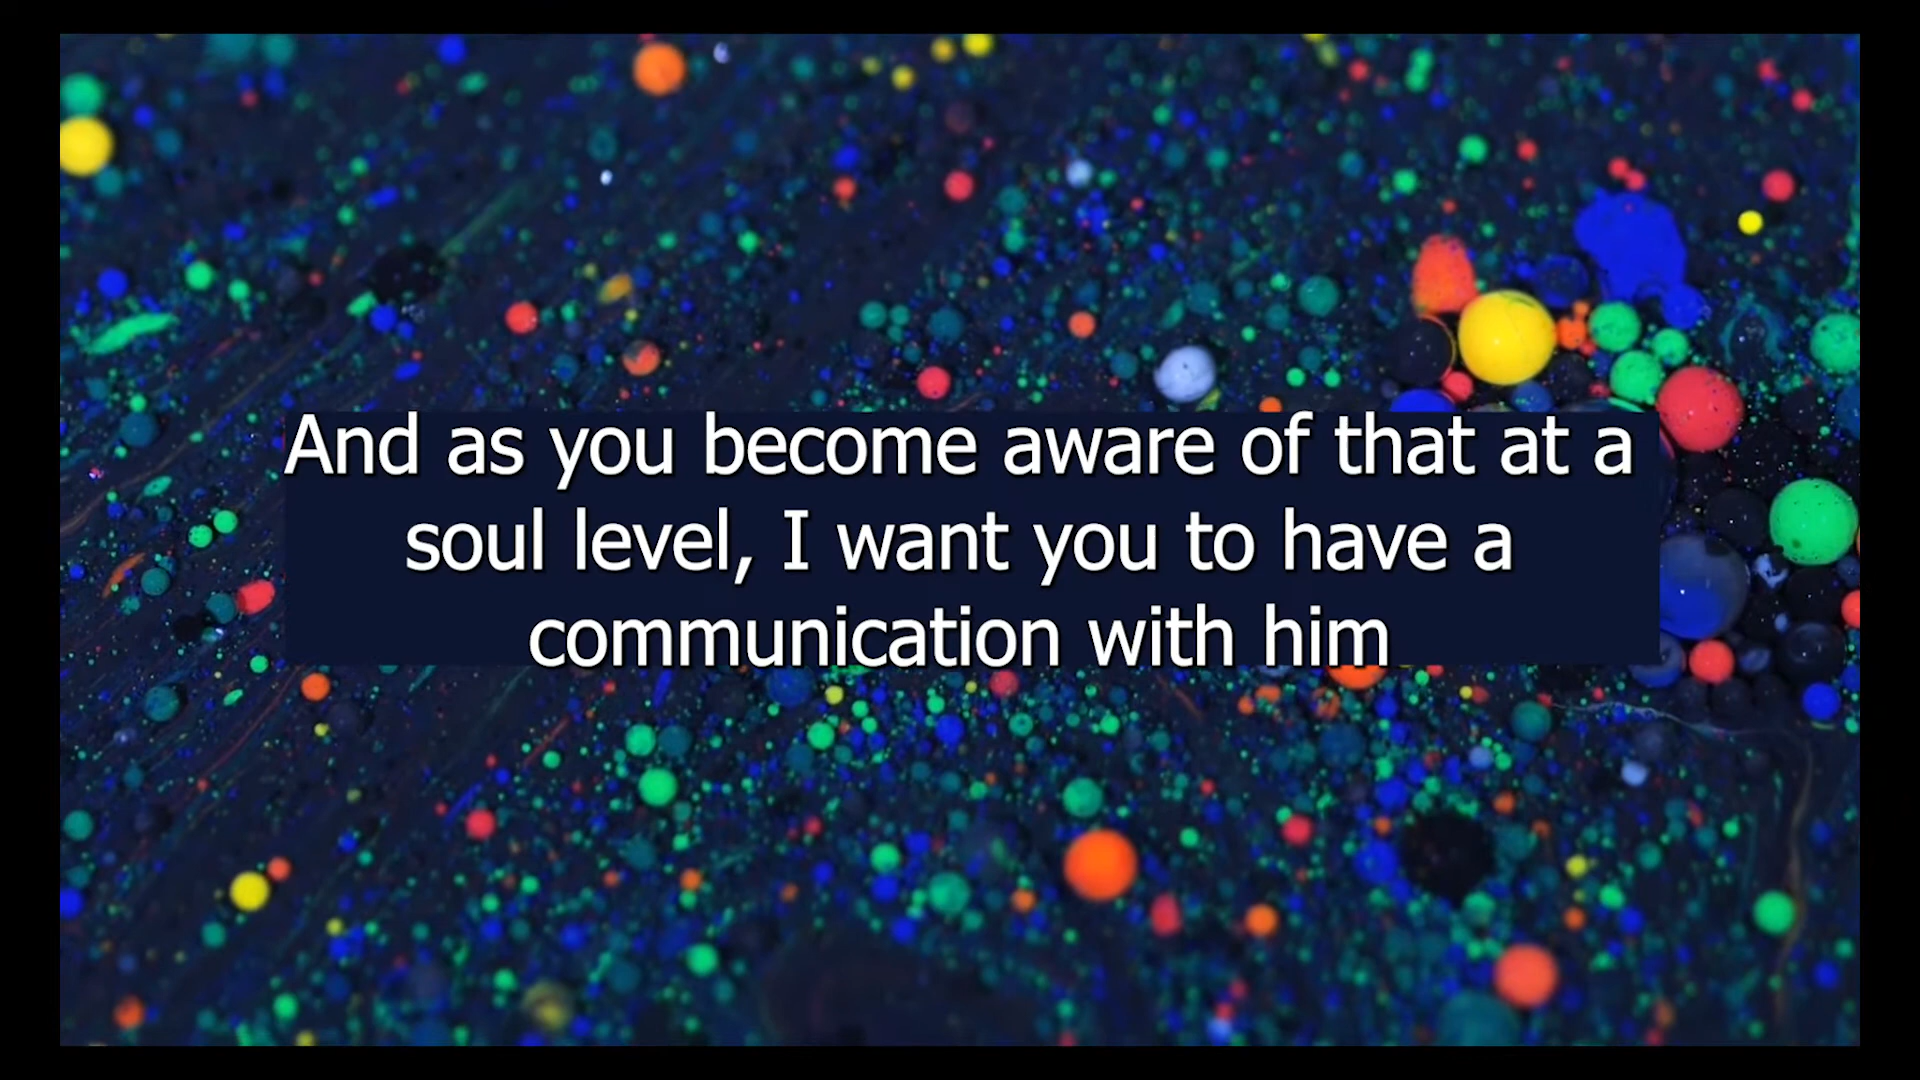 And as you become aware of that at a
soul level, I want you to have a
communication with him